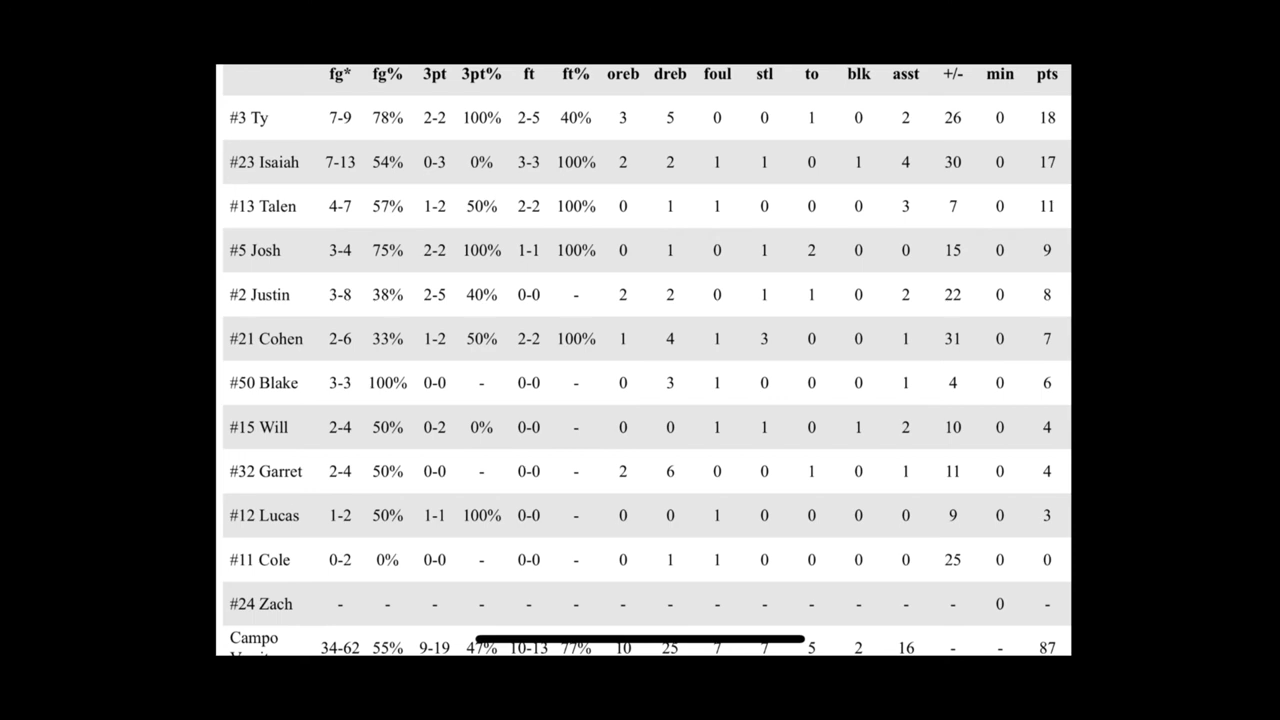 fg* fg% 3pt 3pt% ft ft% oreb dreb foul stl to blk asst +/- min pts
#3 Ty 7-9 78% 2-2 100% 2-5 40% 3 5 0 0 1 0 2 26 0 18
#23 Isaiah 7-13 54% 0-3 0% 3-3 100% 2 2 1 1 0 1 4 30 0 17
#13 Talen 4-7 57% 1-2 50% 2-2 100% 0 1 1 0 0 0 3 7 0 11
#5 Josh 3-4 75% 2-2 100% 1-1 100% 0 1 0 1 2 0 0 15 0 9
#2 Justin 3-8 38% 2-5 40% 0-0 - 2 2 0 1 1 0 2 22 0 8
#21 Cohen 2-6 33% 1-2 50% 2-2 100% 1 4 1 3 0 0 1 31 0 7
#50 Blake 3-3 100% 0-0 - 0-0 - 0 3 1 0 0 0 1 4 0 6
#15 Will 2-4 50% 0-2 0% 0-0 - 0 0 1 1 0 1 2 10 0 4
#32 Garret 2-4 50% 0-0 - 0-0 - 2 6 0 0 1 0 1 11 0 4
#12 Lucas 1-2 50% 1-1 100% 0-0 - 0 0 1 0 0 0 0 9 0 3
#11 Cole 0-2 0% 0-0 - 0-0 - 0 1 1 0 0 0 0 25 0 0
#24 Zach - - - - - - - - - - - - - - 0 -
Campo 34-62 55% 9-19 47% 10-13 77% 10 25 7 7 5 2 16 - - 87